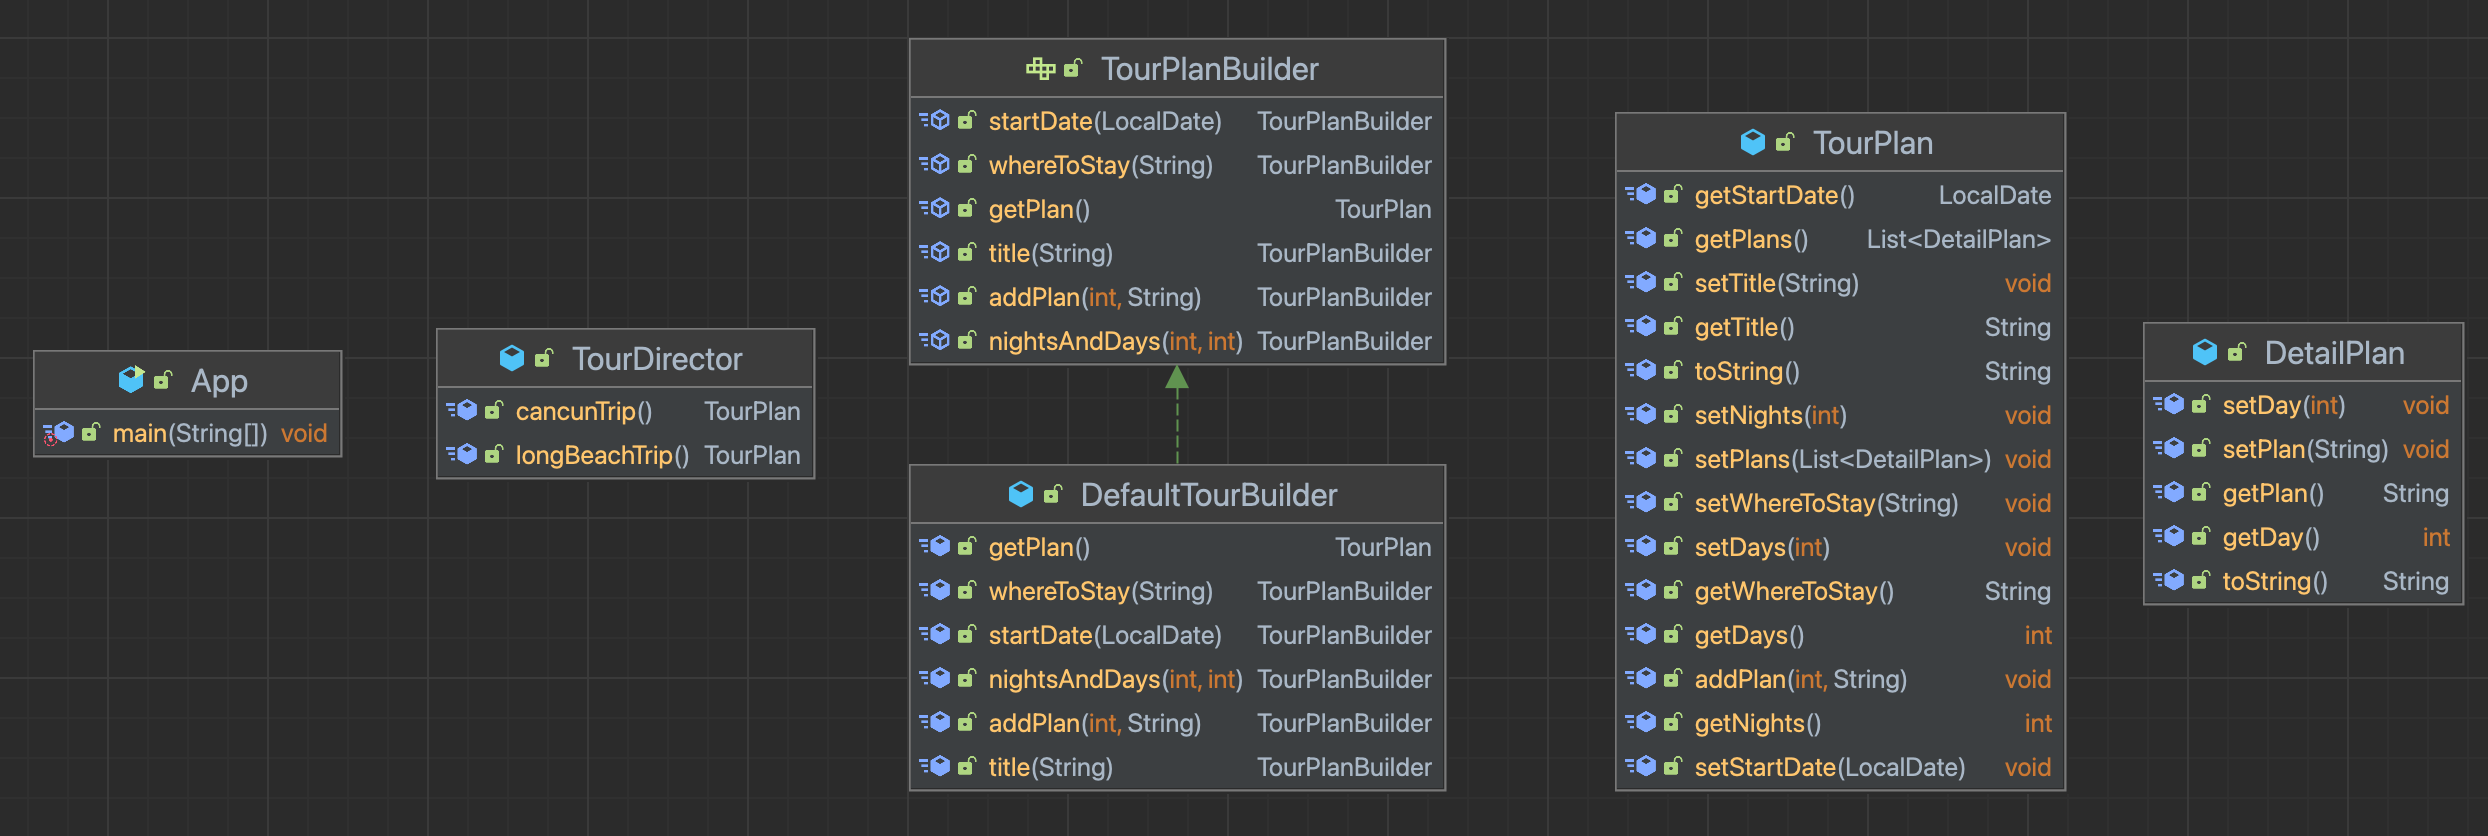 App
main(String[]) void
TourDirector
cancunTrip() TourPlan
longBeachTrip() TourPlan
TourPlanBuilder
startDate(LocalDate) TourPlanBuilder
whereToStay(String) TourPlanBuilder
getPlan() TourPlan
title(String) TourPlanBuilder
addPlan(int, String) TourPlanBuilder
nightsAndDays(int, int) TourPlanBuilder
DefaultTourBuilder
getPlan() TourPlan
whereToStay(String) TourPlanBuilder
startDate(LocalDate) TourPlanBuilder
nightsAndDays(int, int) TourPlanBuilder
addPlan(int, String) TourPlanBuilder
title(String) TourPlanBuilder
TourPlan
getStartDate() LocalDate
getPlans() List<DetailPlan>
setTitle(String) void
getTitle() String
toString() String
setNights(int) void
setPlans(List<DetailPlan>) void
setWhereToStay(String) void
setDays(int) void
getWhereToStay() String
getDays() int
addPlan(int, String) void
getNights() int
setStartDate(LocalDate) void
DetailPlan
setDay(int) void
setPlan(String) void
getPlan() String
getDay() int
toString() String